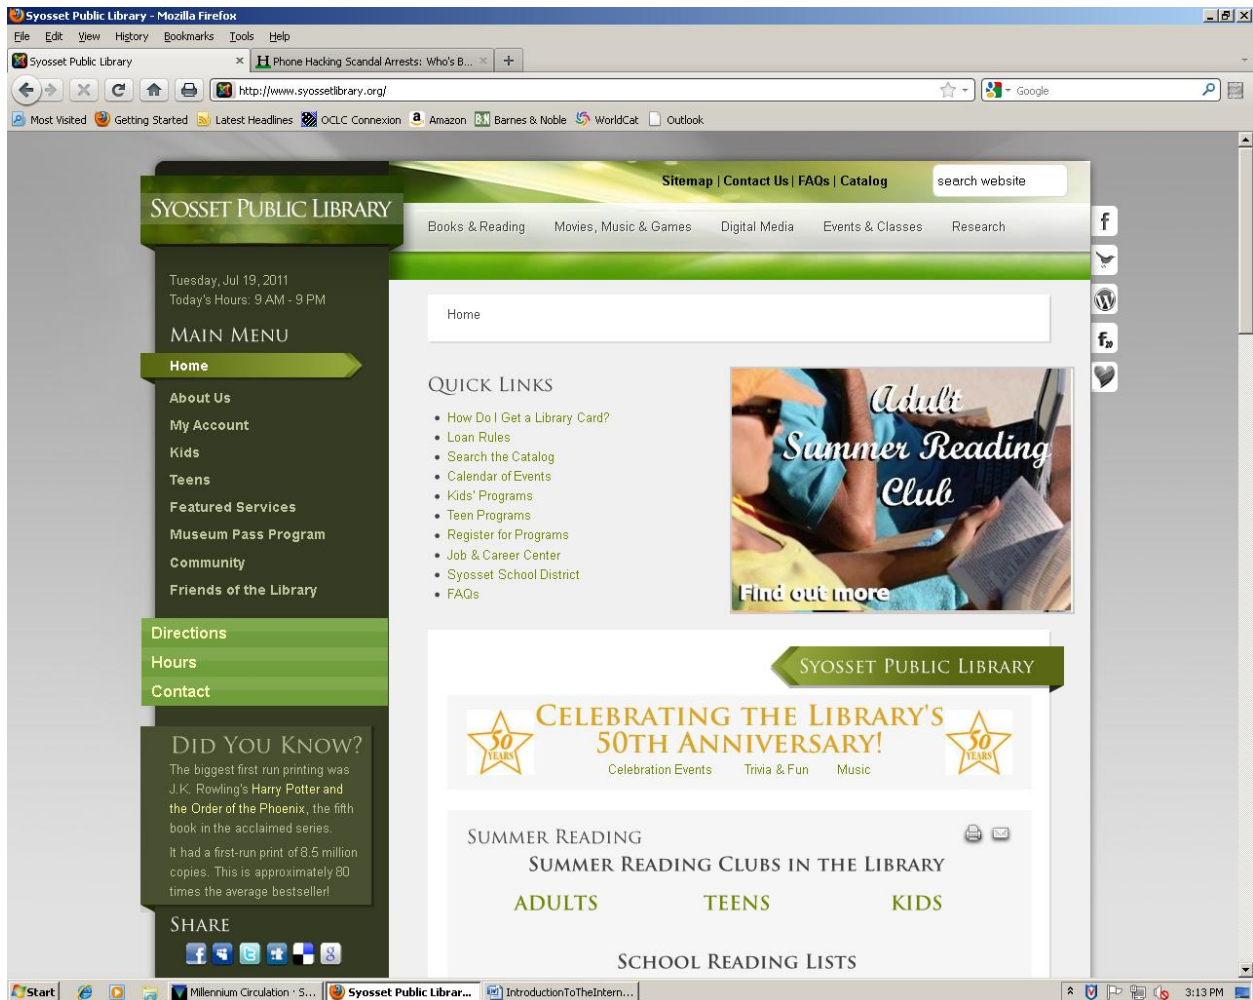 Syosset Public Library - Mozilla Firefox
File Edit View History Bookmarks Tools Help
Syosset Public Library
Phone Hacking Scandal Arrests: Who's B...
http://www.syossetlibrary.org/
Google
Most Visited Getting Started Latest Headlines OCLC Connexion Amazon Barnes & Noble WorldCat Outlook
Sitemap | Contact Us | FAQs | Catalog
search website
SYOSSET PUBLIC LIBRARY
Books & Reading Movies, Music & Games Digital Media Events & Classes Research
Tuesday, Jul 19, 2011
Today's Hours: 9 AM - 9 PM
MAIN MENU
Home
About Us
My Account
Kids
Teens
Featured Services
Museum Pass Program
Community
Friends of the Library
Directions
Hours
Contact
DID YOU KNOW?
The biggest first run printing was
J.K. Rowling's Harry Potter and
the Order of the Phoenix, the fifth
book in the acclaimed series.
It had a first-run print of 8.5 million
copies. This is approximately 80
times the average bestseller!
SHARE
Home
QUICK LINKS
How Do I Get a Library Card?
Loan Rules
Search the Catalog
Calendar of Events
Kids' Programs
Teen Programs
Register for Programs
Job & Career Center
Syosset School District
FAQs
Adult
Summer Reading
Club
Find out more
SYOSSET PUBLIC LIBRARY
CELEBRATING THE LIBRARY'S
50TH ANNIVERSARY!
50 YEARS
50 YEARS
Celebration Events Trivia & Fun Music
SUMMER READING
SUMMER READING CLUBS IN THE LIBRARY
ADULTS TEENS KIDS
SCHOOL READING LISTS
Start
Millennium Circulation · S...
Syosset Public Librar...
IntroductionToTheIntern...
3:13 PM